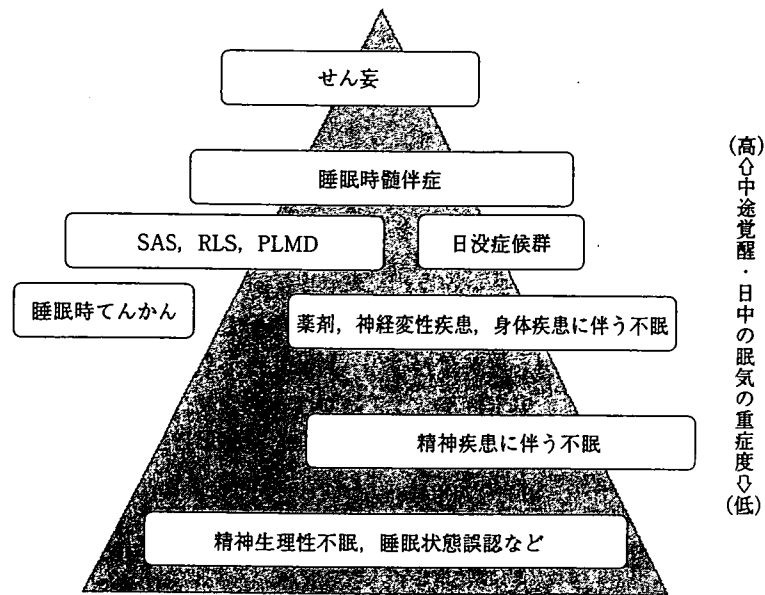 せん妄
睡眠時髄伴症
SAS, RLS, PLMD
日没症候群
睡眠時てんかん
薬剤，神経変性疾患，身体疾患に伴う不眠
精神疾患に伴う不眠
精神生理性不眠，睡眠状態誤認など
(高)⇧中途覚醒・日中の眠気の重症度⇩(低)